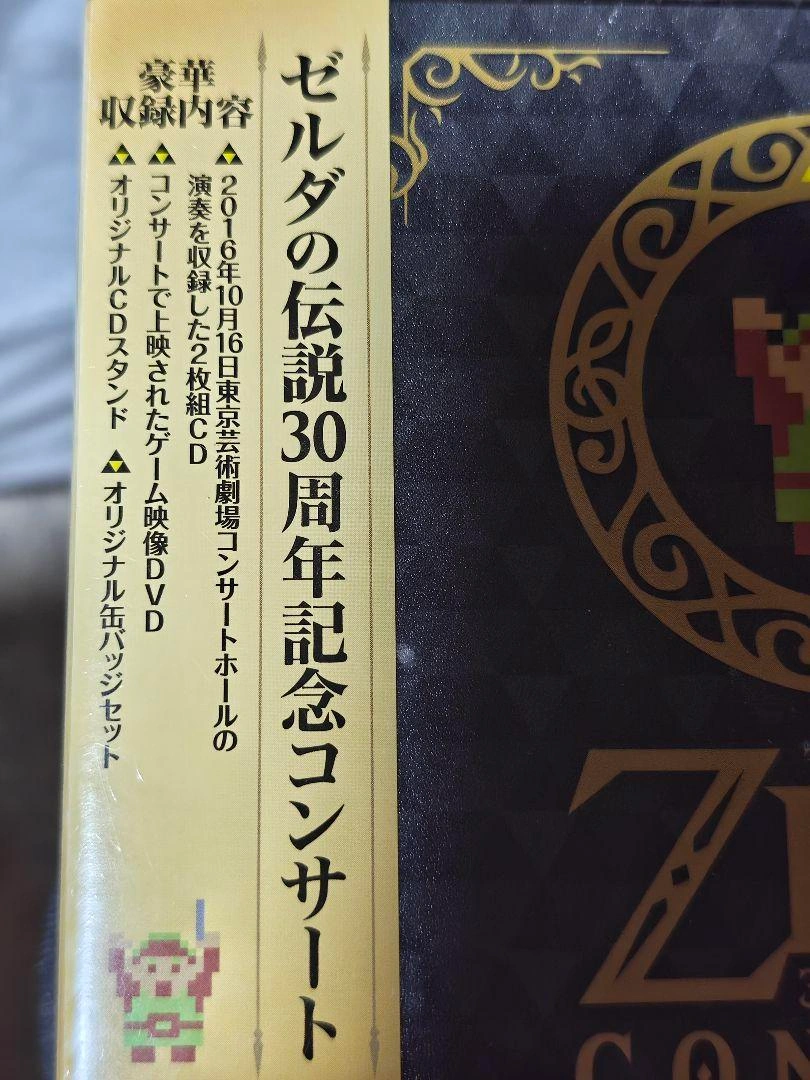 ゼルダの伝説30周年記念コンサート
豪華
収録内容
2016年10月16日東京芸術劇場コンサートホールの
演奏を収録した2枚組CD
コンサートで上映されたゲーム映像DVD
オリジナルCDスタンド オリジナル缶バッジセット